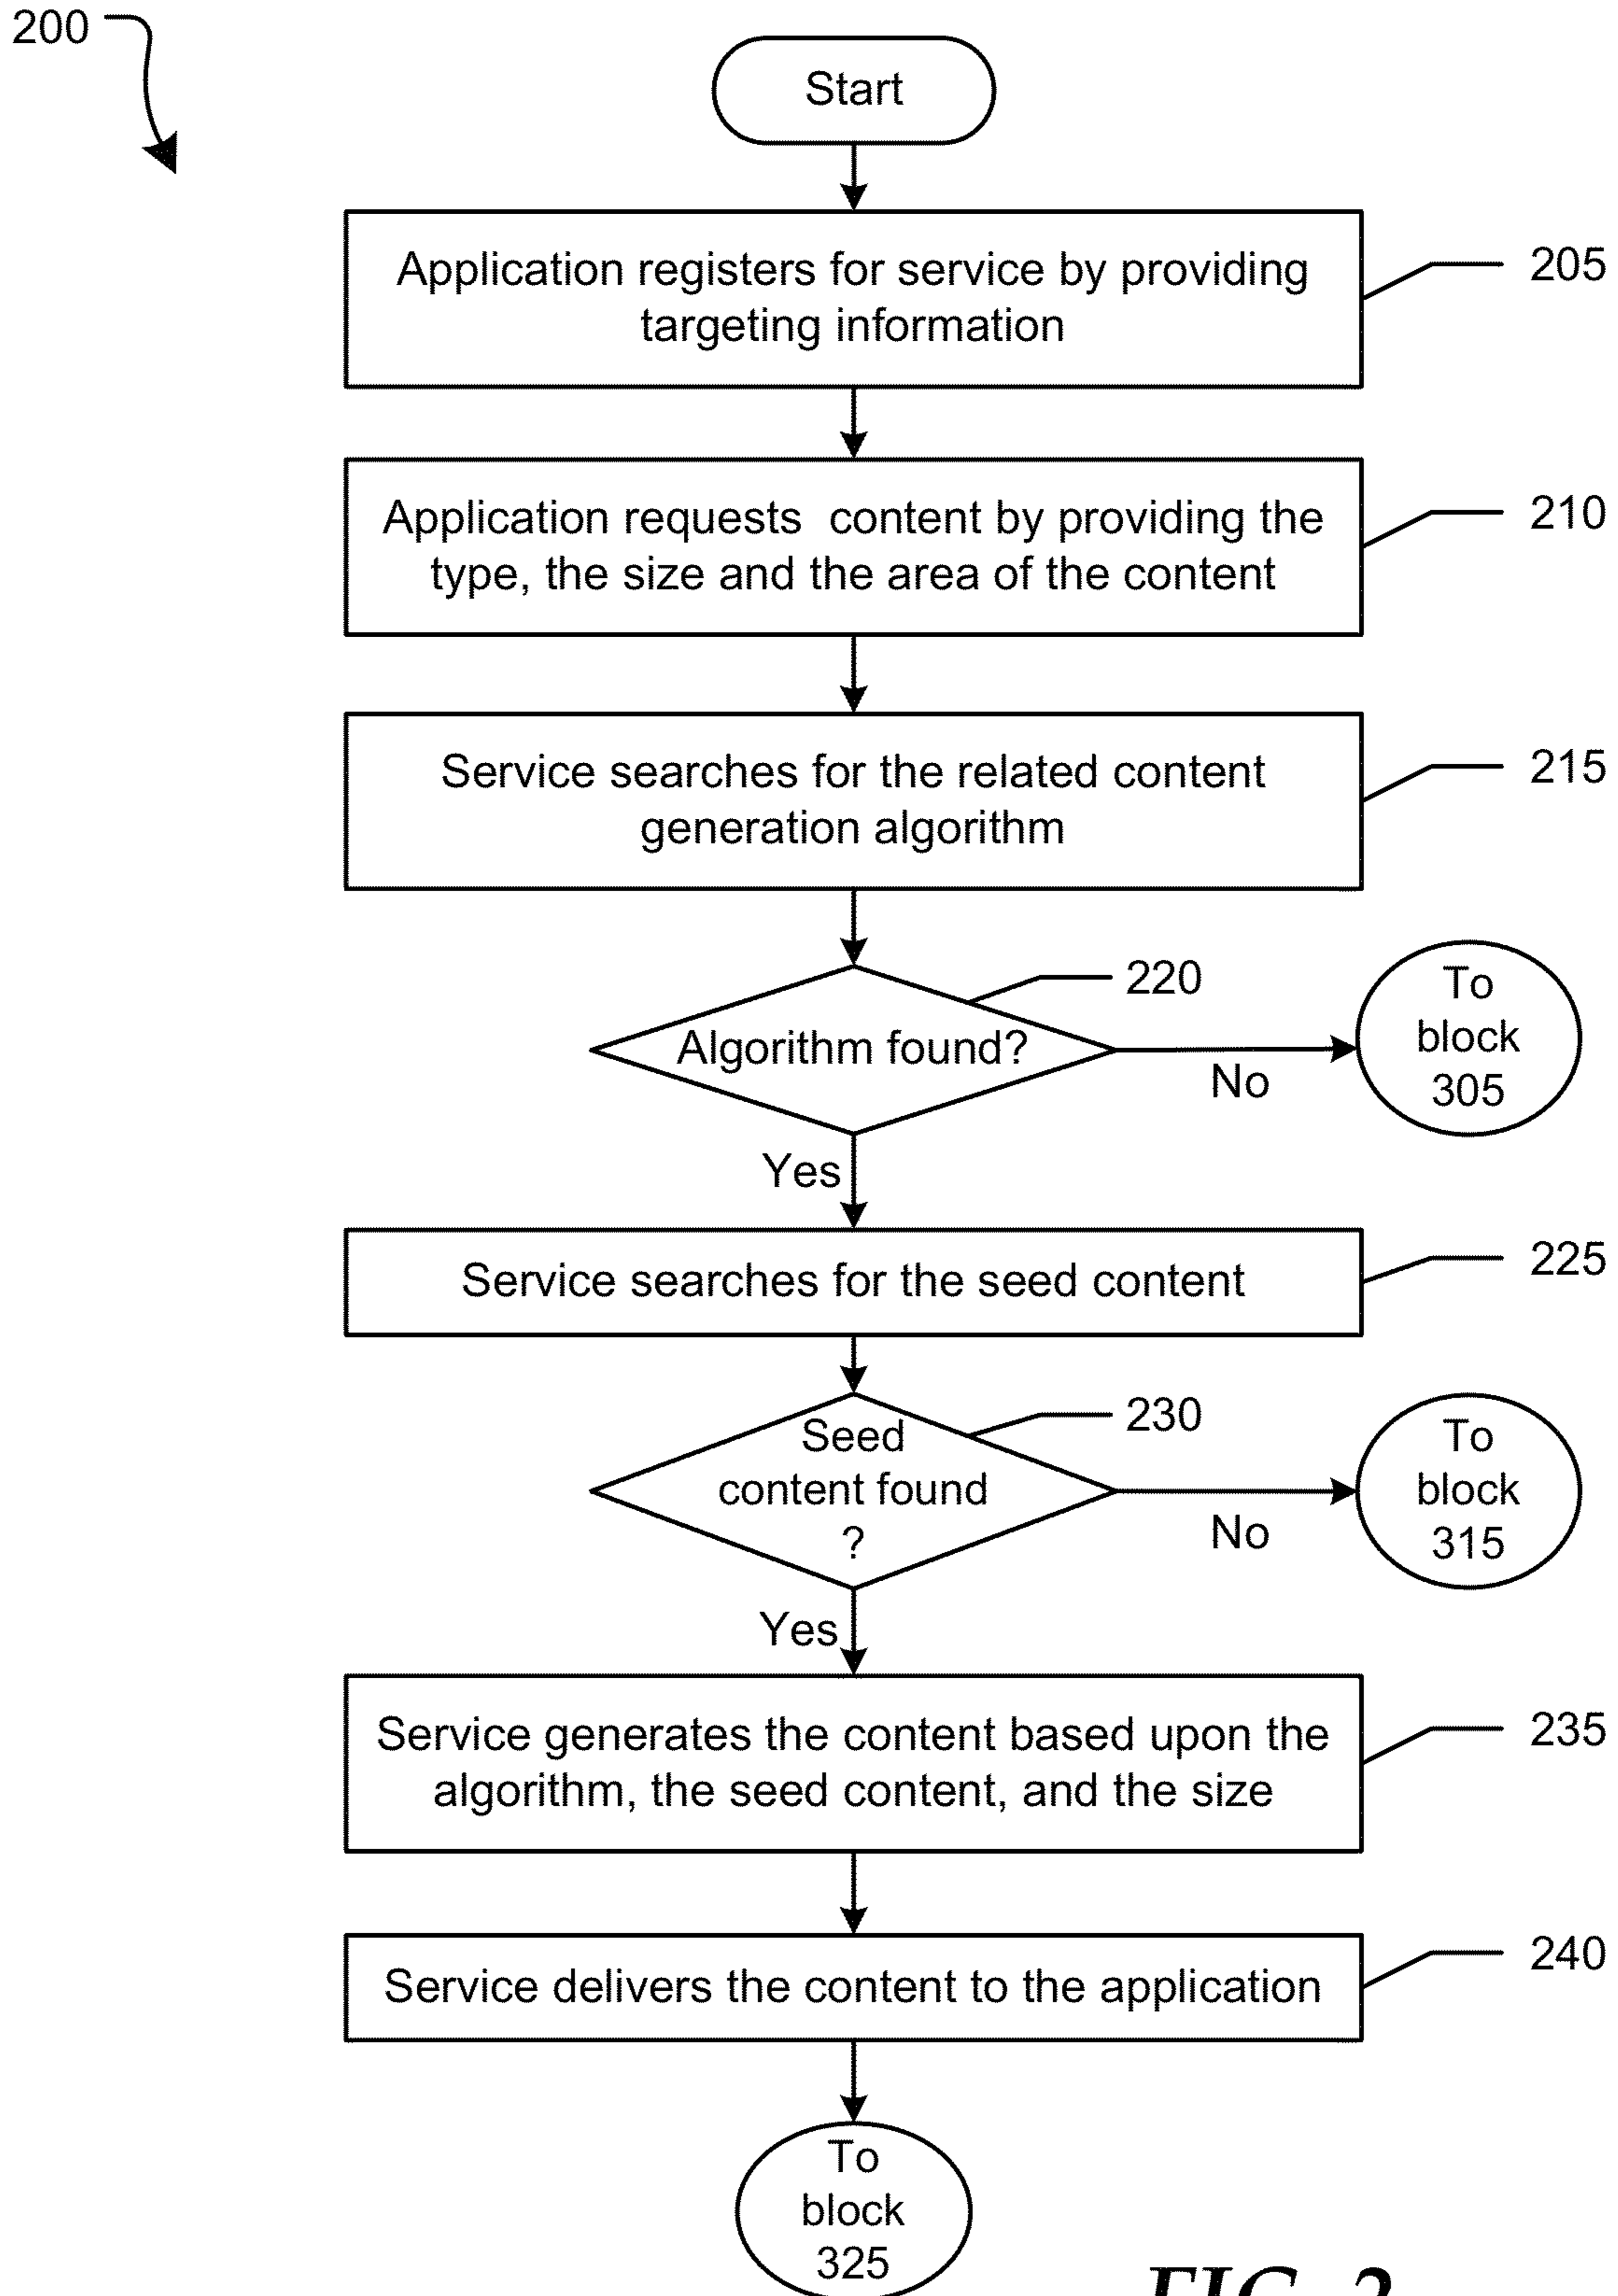 200
Start
Application registers for service by providing
targeting information
205
Application requests content by providing the
type, the size and the area of the content
210
Service searches for the related content
generation algorithm
215
220
Algorithm found?
No
To
block
305
Yes
Service searches for the seed content
225
230
Seed
content found
?
No
To
block
315
Yes
Service generates the content based upon the
algorithm, the seed content, and the size
235
Service delivers the content to the application
240
To
block
325
FIG. 2